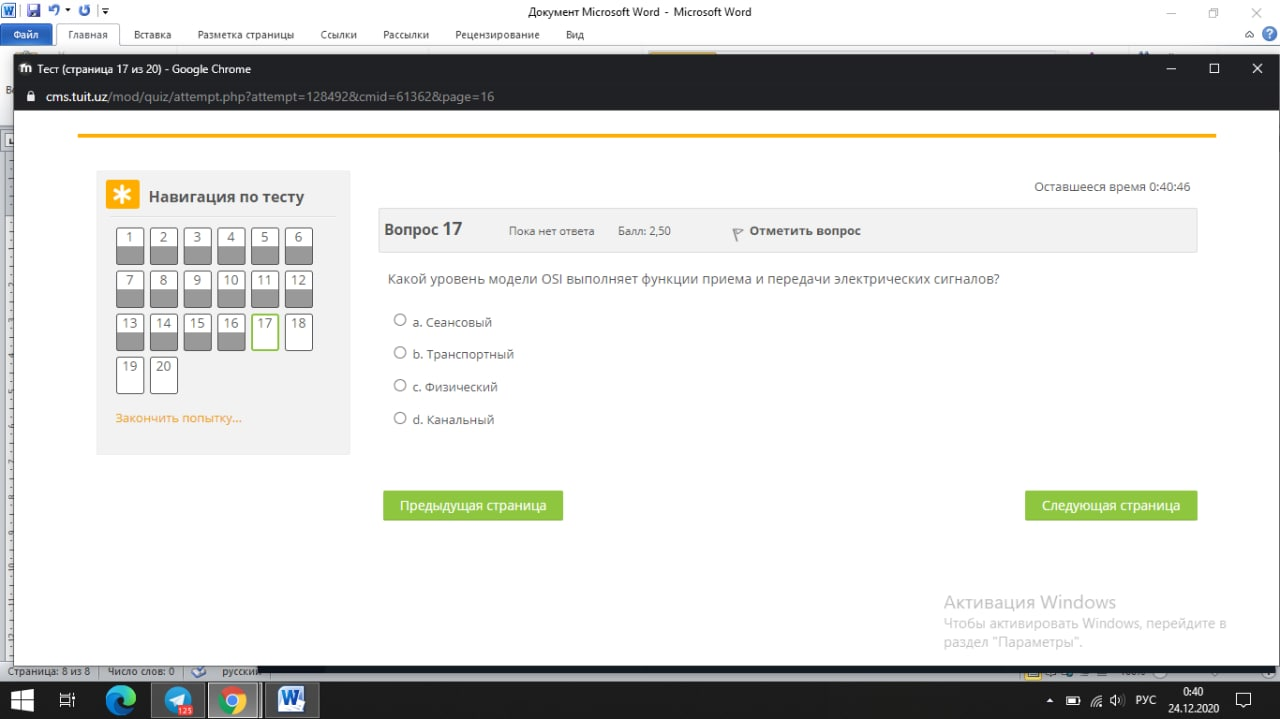 Документ Microsoft Word - Microsoft Word
Файл Главная Вставка Разметка страницы Ссылки Рассылки Рецензирование Вид
Тест (страница 17 из 20) - Google Chrome
cms.tuit.uz/mod/quiz/attempt.php?attempt=128492&cmid=61362&page=16
Навигация по тесту
1 2 3 4 5 6
7 8 9 10 11 12
13 14 15 16 17 18
19 20
Закончить попытку...
Оставшееся время 0:40:46
Вопрос 17 Пока нет ответа Балл: 2,50 Отметить вопрос
Какой уровень модели OSI выполняет функции приема и передачи электрических сигналов?
a. Сеансовый
b. Транспортный
c. Физический
d. Канальный
Предыдущая страница Следующая страница
Активация Windows
Чтобы активировать Windows, перейдите в
раздел "Параметры".
Страница: 8 из 8 Число слов: 0 русский
125
РУС
0:40
24.12.2020